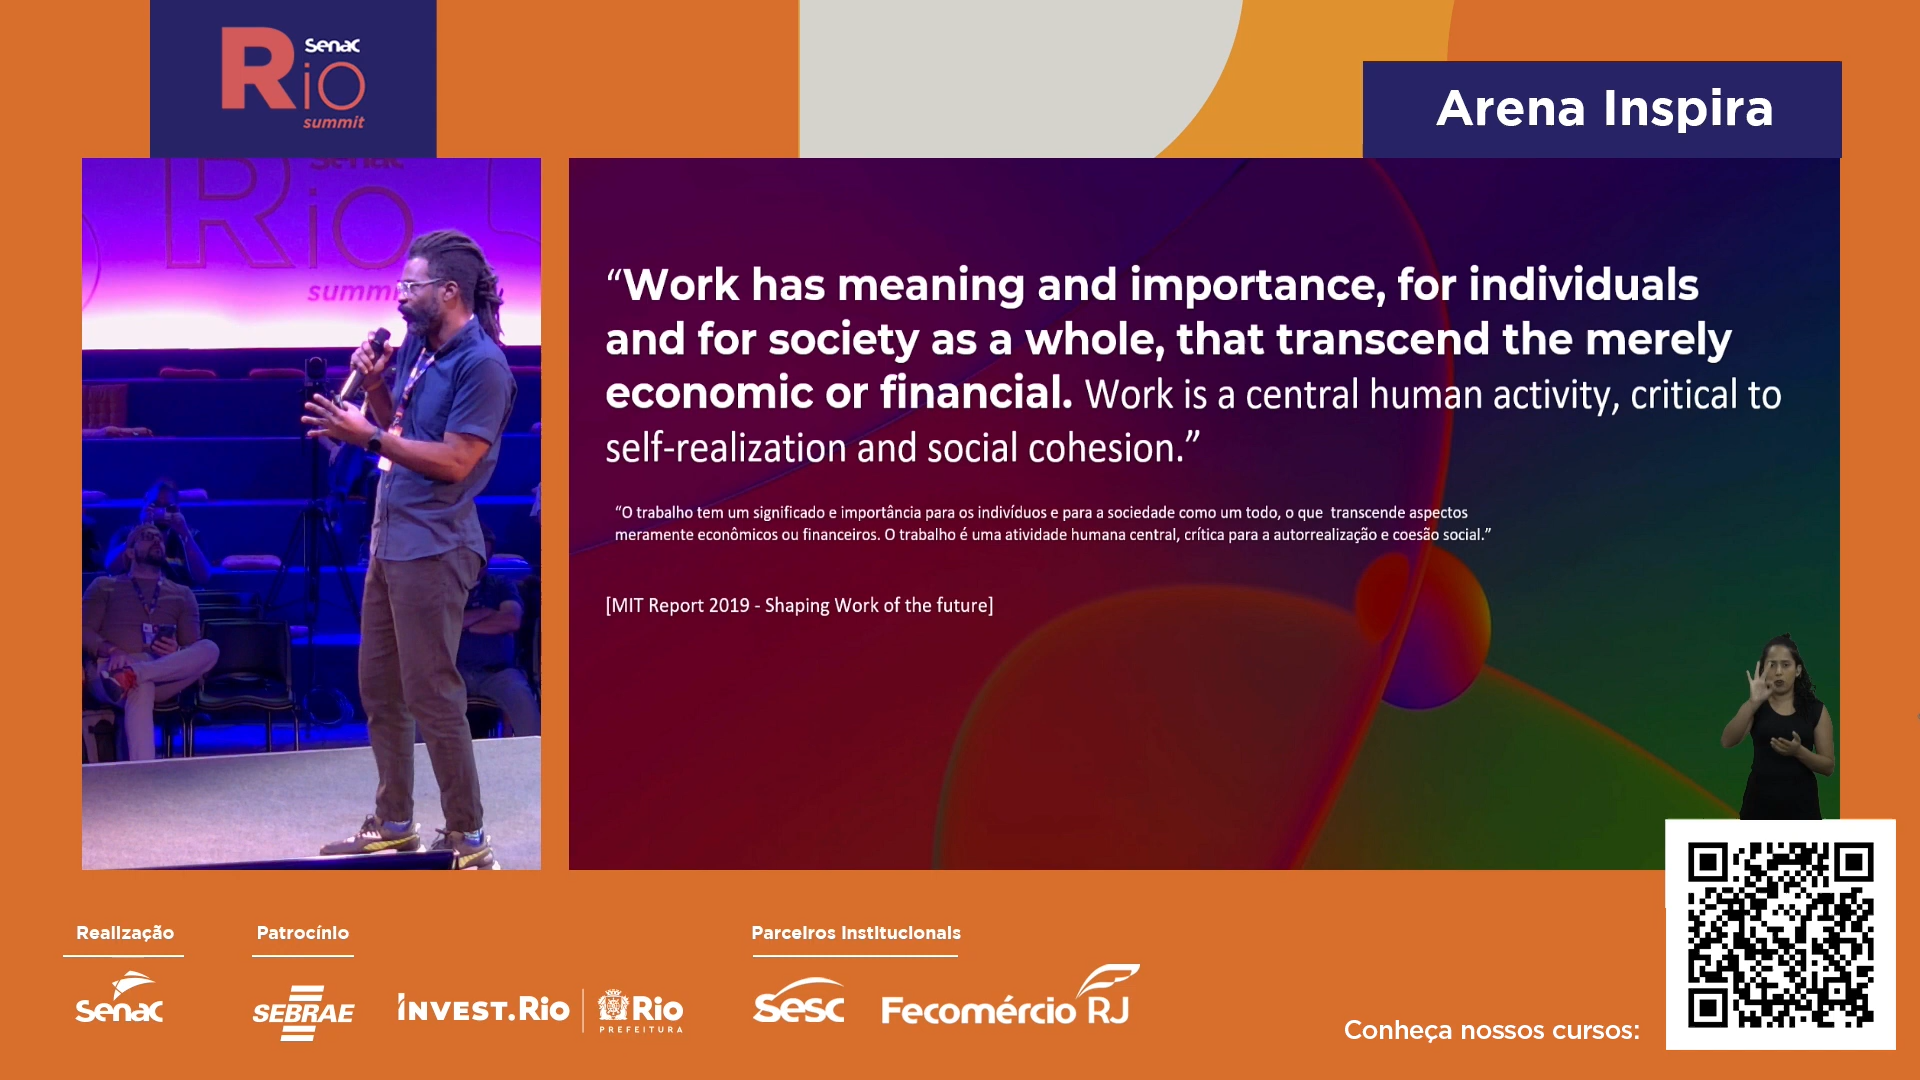 Senac
Rio
summit
Arena Inspira
Rio
summi
“Work has meaning and importance, for individuals
and for society as a whole, that transcend the merely
economic or financial. Work is a central human activity, critical to
self-realization and social cohesion.”
“O trabalho tem um significado e importância para os indivíduos e para a sociedade como um todo, o que transcende aspectos
meramente econômicos ou financeiros. O trabalho é uma atividade humana central, crítica para a autorrealização e coesão social.”
[MIT Report 2019 - Shaping Work of the future]
Realização
Patrocínio
Parceiros Institucionais
Senac
SEBRAE
INVEST.Rio
Rio
PREFEITURA
Sesc
Fecomércio RJ
Conheça nossos cursos: